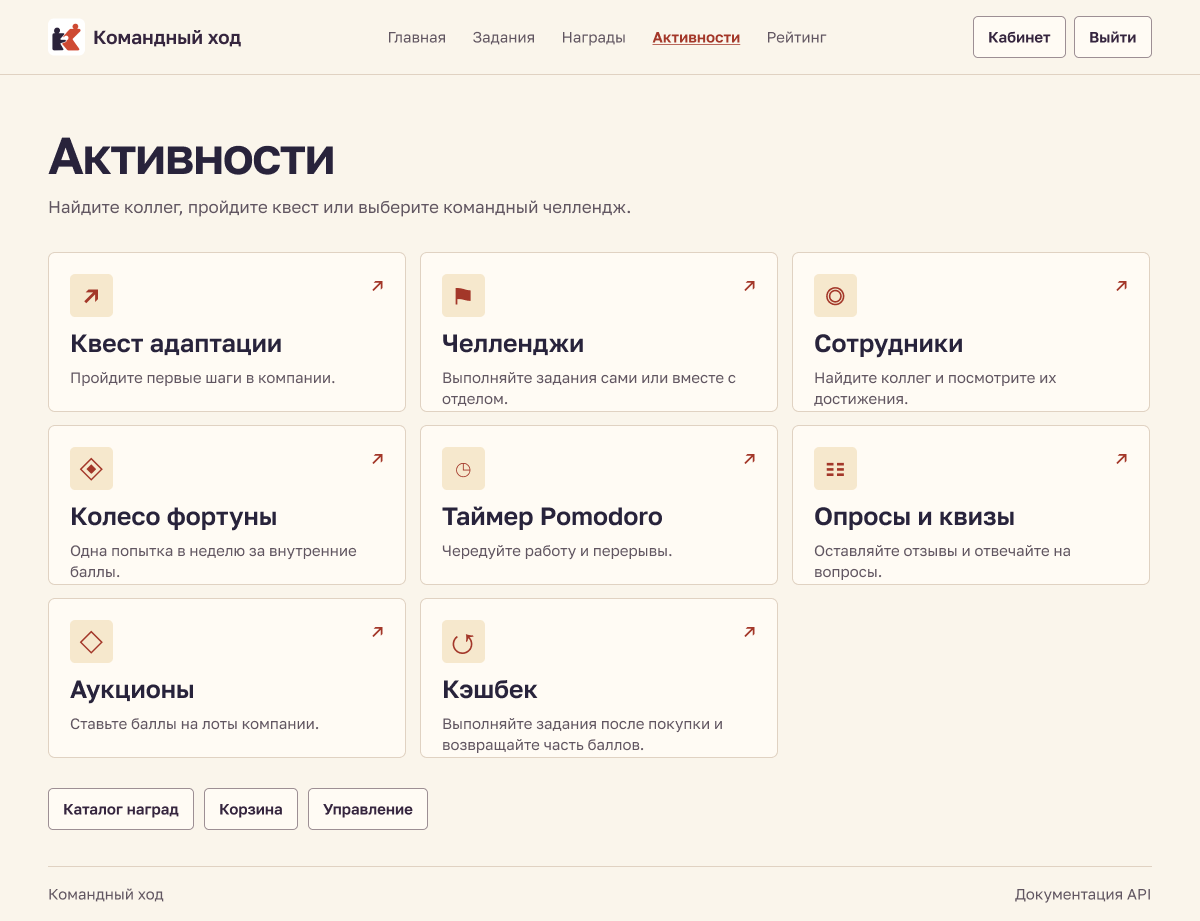 Командный ход
Главная
Задания
Награды
Активности
Рейтинг
Кабинет
Выйти
Активности
Найдите коллег, пройдите квест или выберите командный челлендж.
Квест адаптации
Пройдите первые шаги в компании.
Челленджи
Выполняйте задания сами или вместе с
отделом.
Сотрудники
Найдите коллег и посмотрите их
достижения.
Колесо фортуны
Одна попытка в неделю за внутренние
баллы.
Таймер Pomodoro
Чередуйте работу и перерывы.
Опросы и квизы
Оставляйте отзывы и отвечайте на
вопросы.
Аукционы
Ставьте баллы на лоты компании.
Кэшбек
Выполняйте задания после покупки и
возвращайте часть баллов.
Каталог наград
Корзина
Управление
Командный ход
Документация API